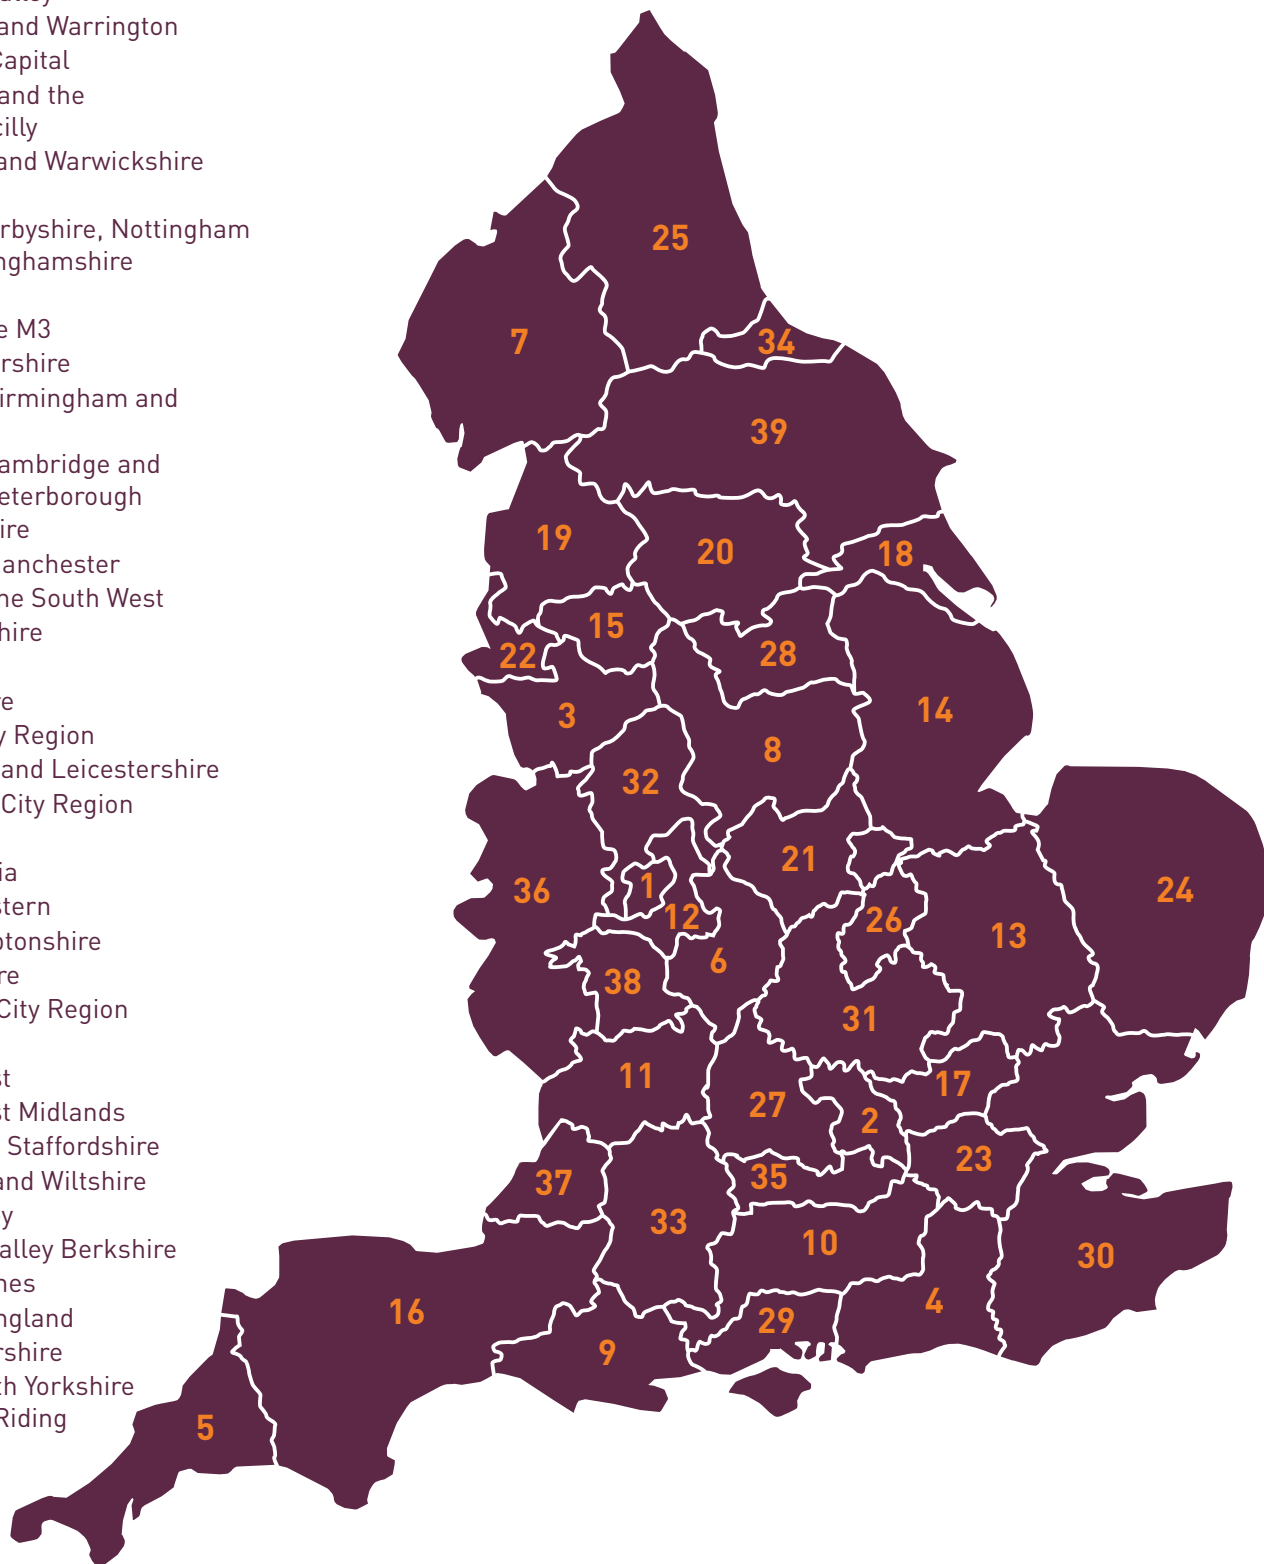 alley
and Warrington
Capital
and the
cilly
and Warwickshire
rbyshire, Nottingham
nghamshire
e M3
rshire
irmingham and
ambridge and
eterborough
ire
anchester
he South West
hire
re
y Region
and Leicestershire
City Region
ia
stern
ptonshire
re
City Region
st
st Midlands
Staffordshire
and Wiltshire
y
alley Berkshire
nes
ngland
rshire
th Yorkshire
Riding
25
7
34
39
19
20
18
15
22
28
3
14
8
32
21
1
36
24
12
26
13
6
38
31
11
17
27
2
23
35
37
33
10
30
4
16
29
9
5